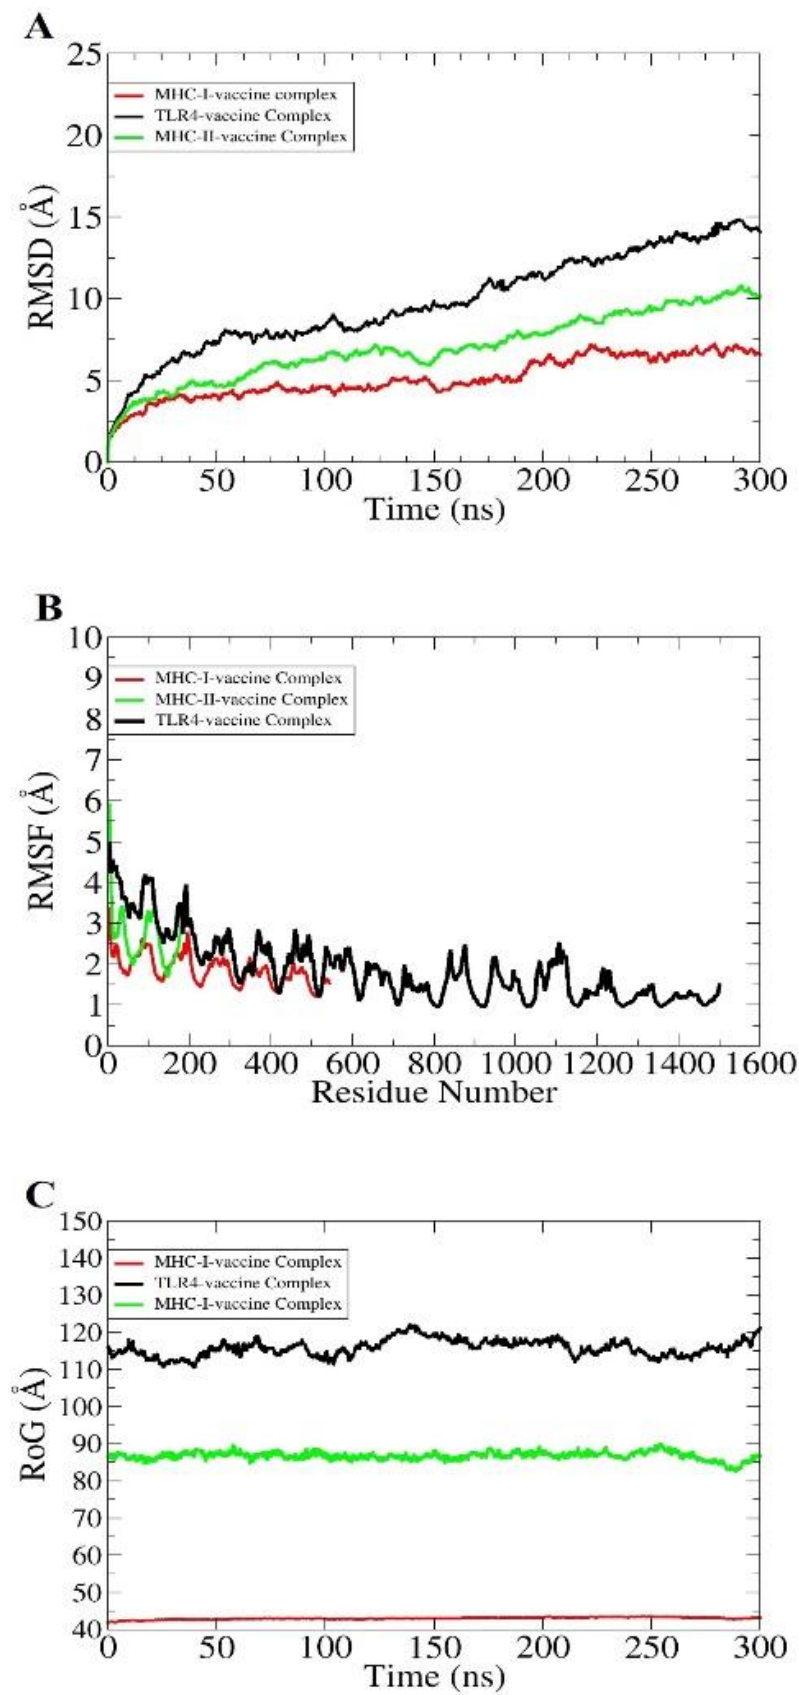 A
25
20
15
10
5
0
RMSD (Å)
MHC-I-vaccine complex
TLR4-vaccine Complex
MHC-II-vaccine Complex
0 50 100 150 200 250 300
Time (ns)
B
10
9
8
7
6
5
4
3
2
1
0
RMSF (Å)
MHC-I-vaccine Complex
MHC-II-vaccine Complex
TLR4-vaccine Complex
0 200 400 600 800 1000 1200 1400 1600
Residue Number
C
150
140
130
120
110
100
90
80
70
60
50
40
RoG (Å)
MHC-I-vaccine Complex
TLR4-vaccine Complex
MHC-I-vaccine Complex
0 50 100 150 200 250 300
Time (ns)